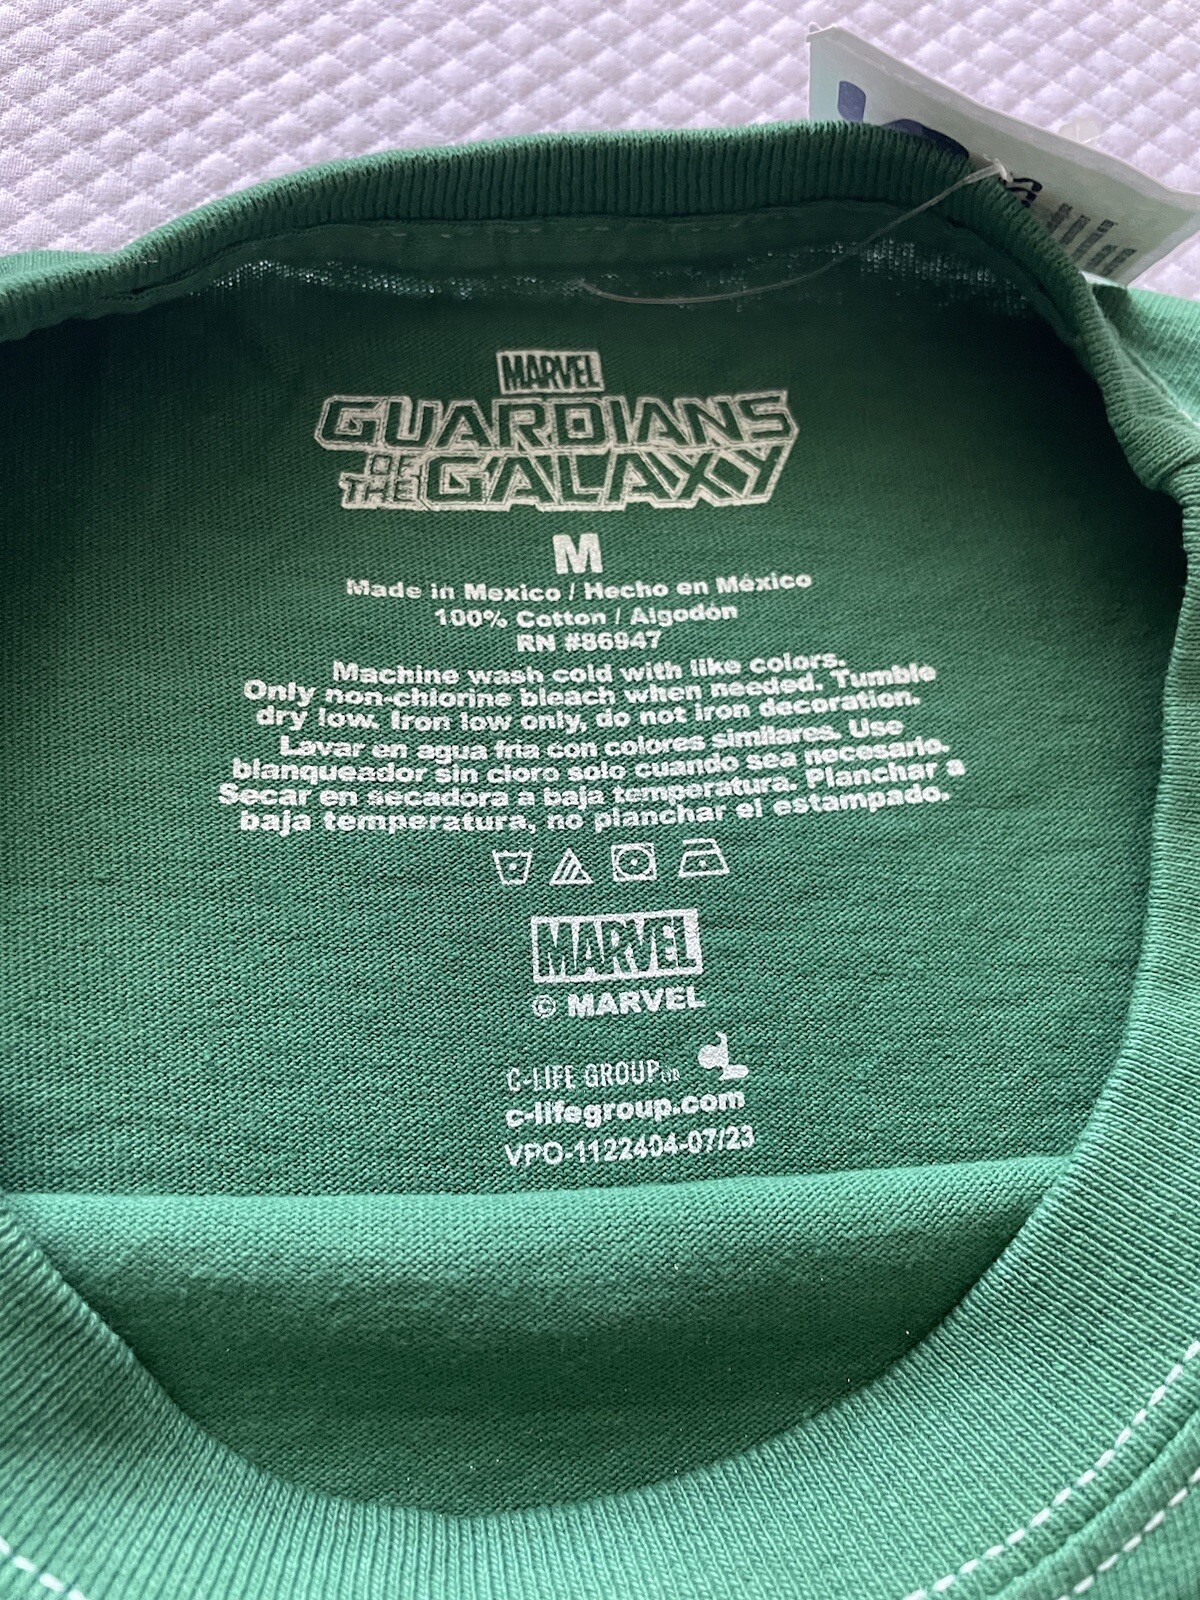 MARVEL
GUARDIANS
OF THE GALAXY
M
Made in Mexico / Hecho en México
100% Cotton / Algodón
RN #86947
Machine wash cold with like colors.
Only non-chlorine bleach when needed. Tumble
dry low. Iron low only, do not iron decoration.
Lavar en agua fria con colores similares. Use
blanqueador sin cloro solo cuando sea necesario.
Secar en secadora a baja temperatura. Planchar a
baja temperatura, no planchar el estampado.
MARVEL
© MARVEL
C-LIFE GROUP LTD
c-lifegroup.com
VPO-1122404-07/23